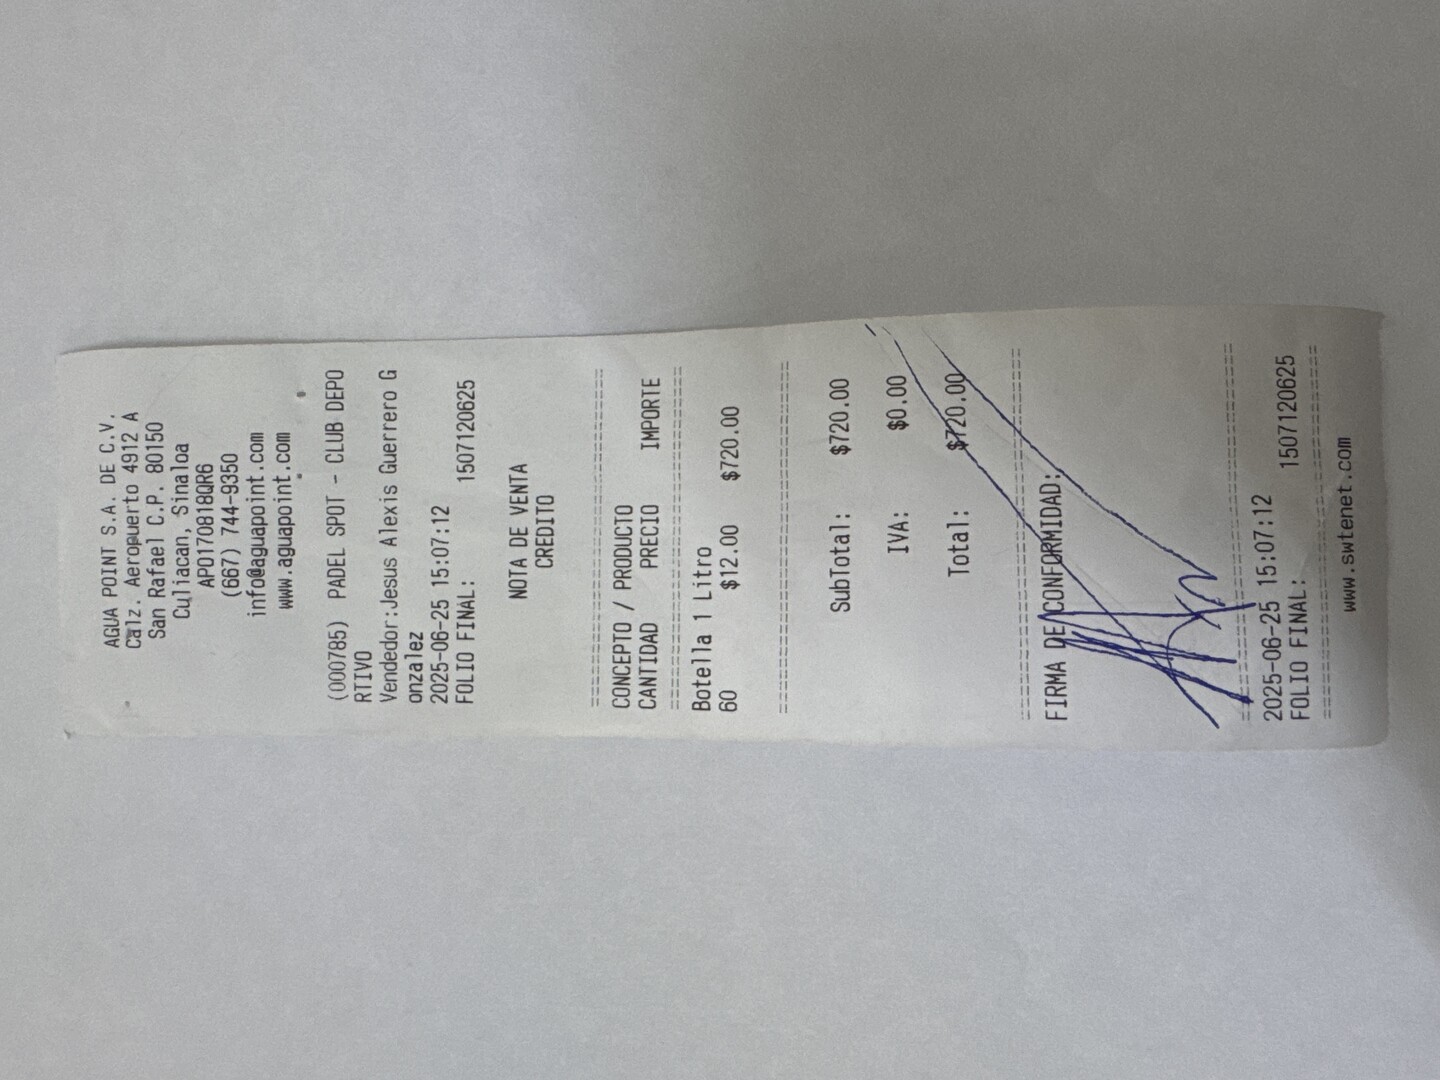 AGUA POINT S.A. DE C.V.
Calz. Aeropuerto 4912 A
San Rafael C.P. 80150
Culiacan, Sinaloa
APO170818QR6
(667) 744-9350
info@aguapoint.com
www.aguapoint.com
(000785) PADEL SPOT - CLUB DEPO
RTIVO
Vendedor:Jesus Alexis Guerrero G
onzalez
2025-06-25 15:07:12
FOLIO FINAL: 1507120625
NOTA DE VENTA
CREDITO
================================
CONCEPTO / PRODUCTO
CANTIDAD PRECIO IMPORTE
================================
Botella 1 Litro
60 $12.00 $720.00
================================
SubTotal: $720.00
IVA: $0.00
Total: $720.00
================================
FIRMA DE CONFORMIDAD:
================================
2025-06-25 15:07:12
FOLIO FINAL: 1507120625
================================
www.swtenet.com